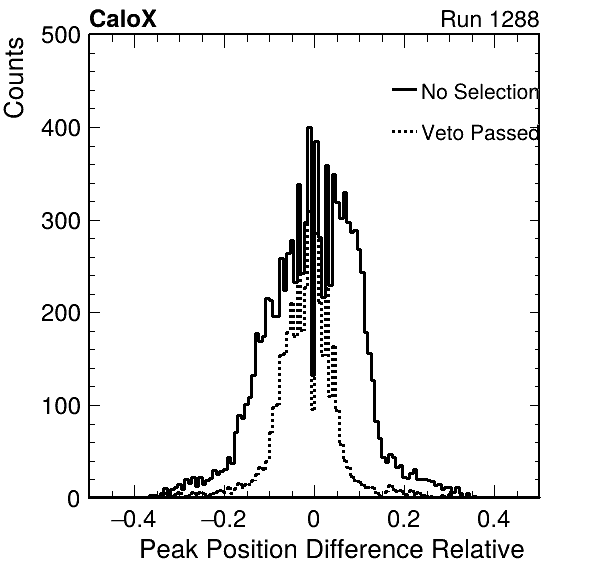 CaloX Run 1288
Counts
500
400
300
200
100
0
No Selection
Veto Passed
−0.4 −0.2 0 0.2 0.4
Peak Position Difference Relative